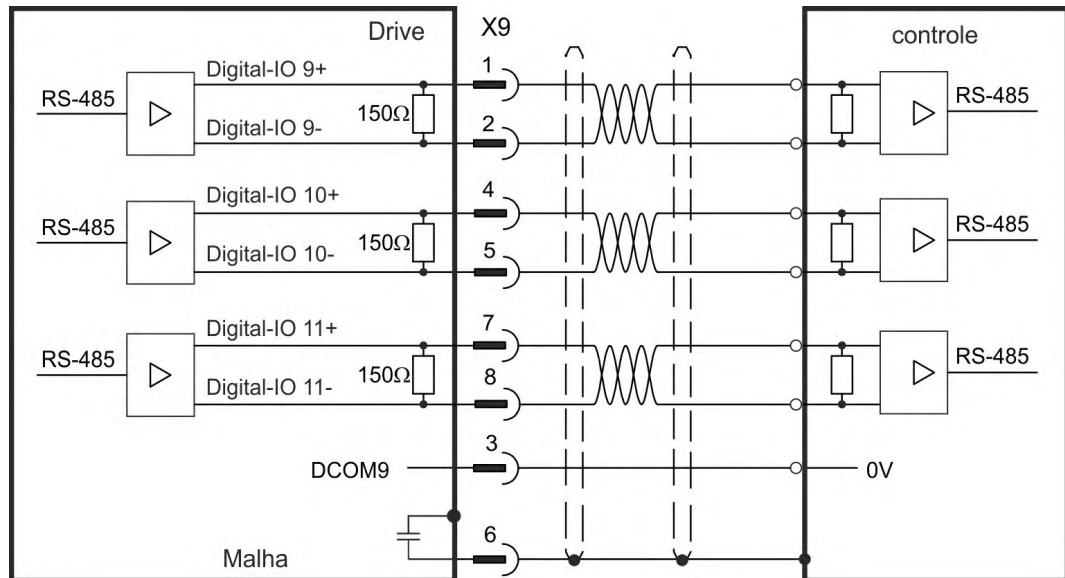 Drive
X9
controle
Digital-IO 9+
1
RS-485
150Ω
RS-485
Digital-IO 9-
2
Digital-IO 10+
4
RS-485
150Ω
RS-485
Digital-IO 10-
5
Digital-IO 11+
7
RS-485
150Ω
RS-485
Digital-IO 11-
8
3
DCOM9
0V
6
Malha